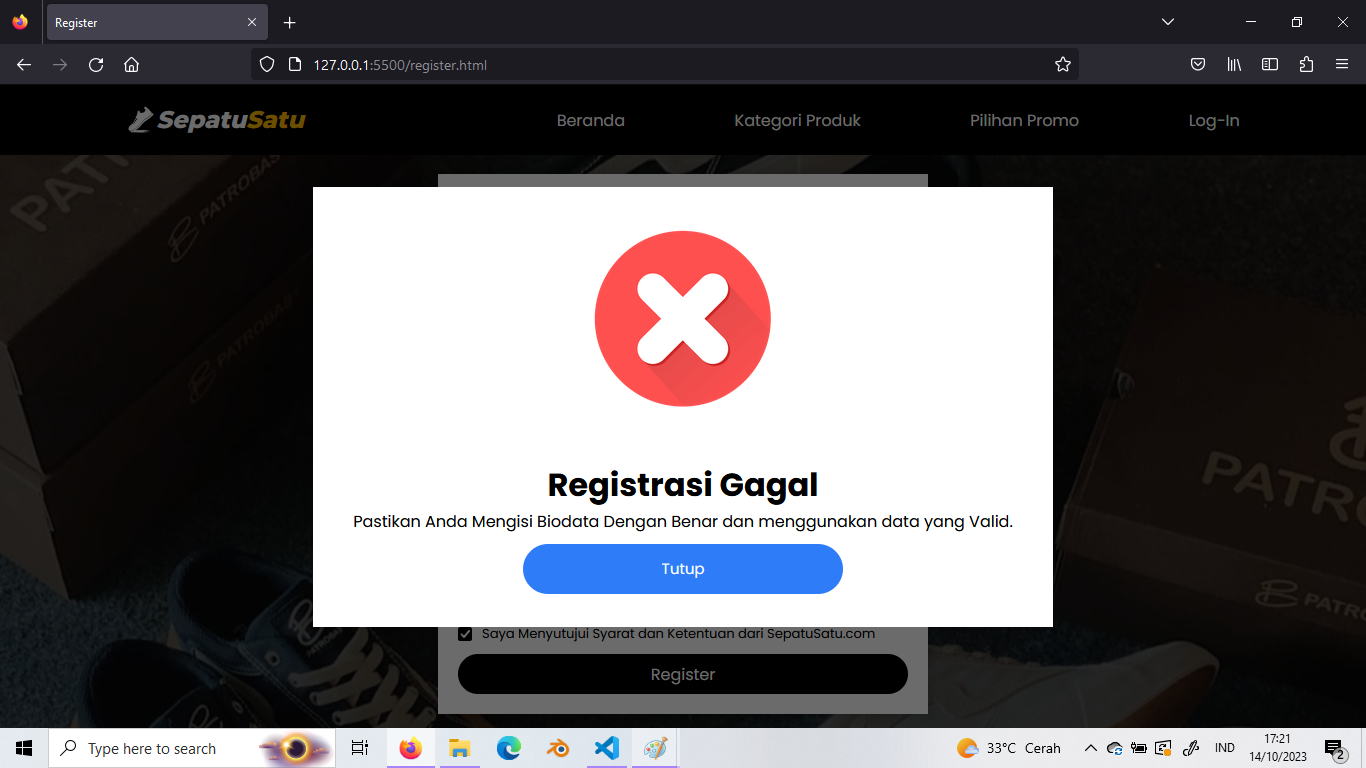 Register
127.0.0.1:5500/register.html
SepatuSatu
Beranda
Kategori Produk
Pilihan Promo
Log-In
PATROBAS
PATROBAS
Registrasi Gagal
Pastikan Anda Mengisi Biodata Dengan Benar dan menggunakan data yang Valid.
Tutup
Saya Menyutujui Syarat dan Ketentuan dari SepatuSatu.com
Register
Type here to search
33°C Cerah
IND
17:21
14/10/2023
2